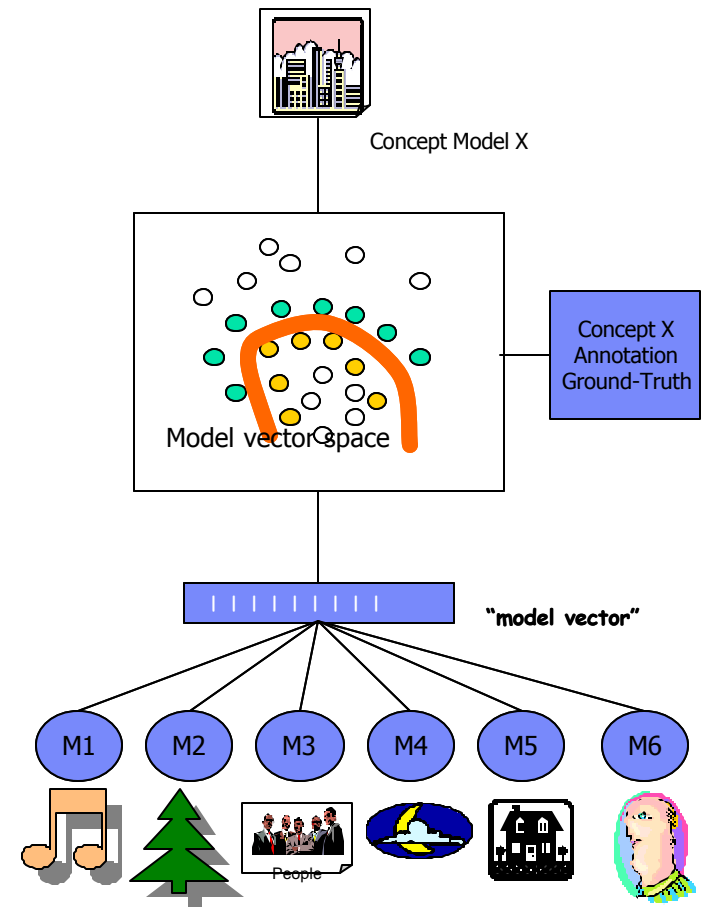 Concept Model X
Concept X
Annotation
Ground-Truth
Model vector space
“model vector”
M1 M2 M3 M4 M5 M6
People